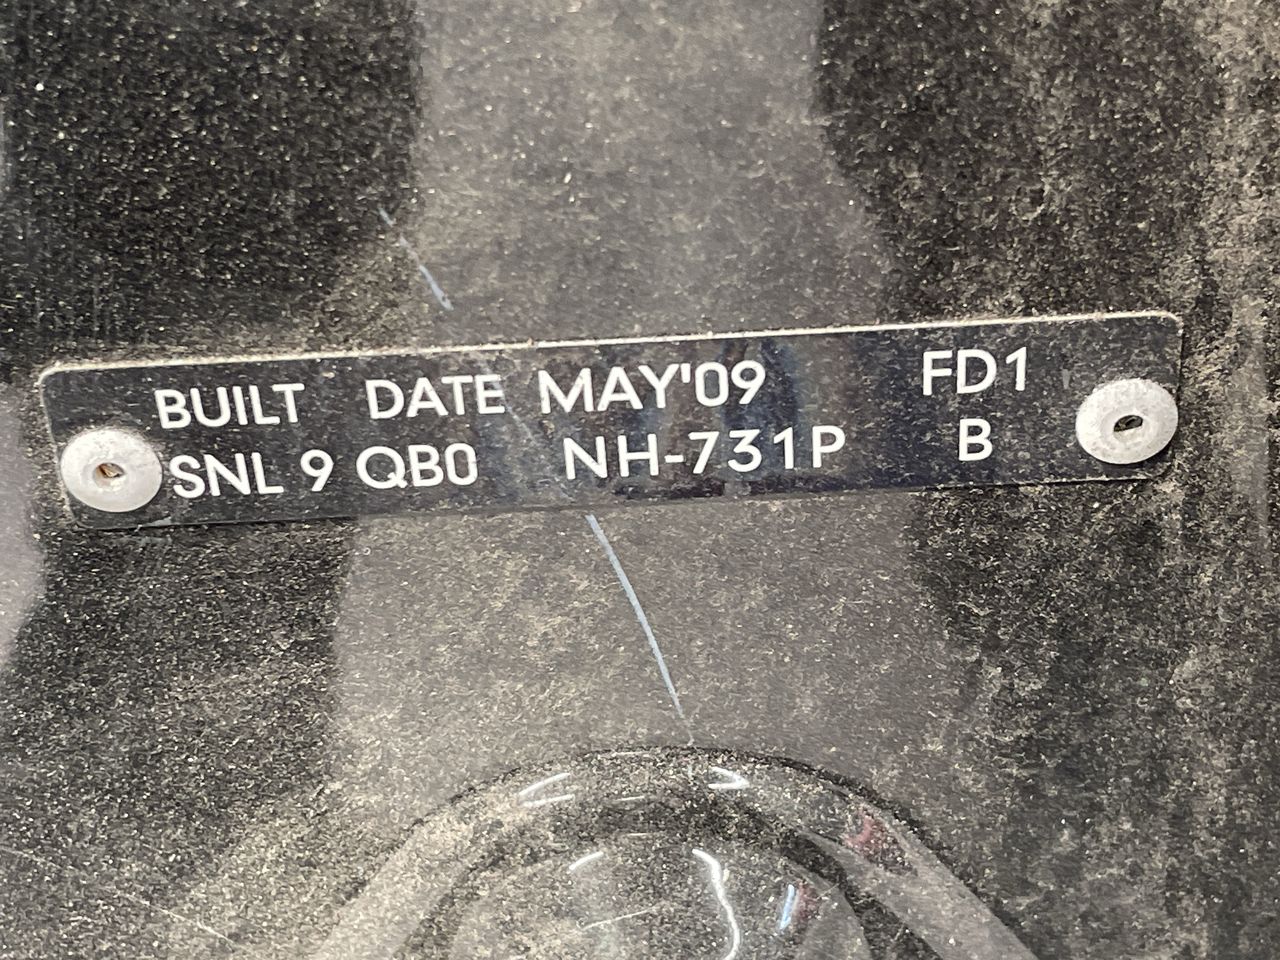 BUILT DATE MAY'09 FD1
SNL 9 QB0 NH-731P B